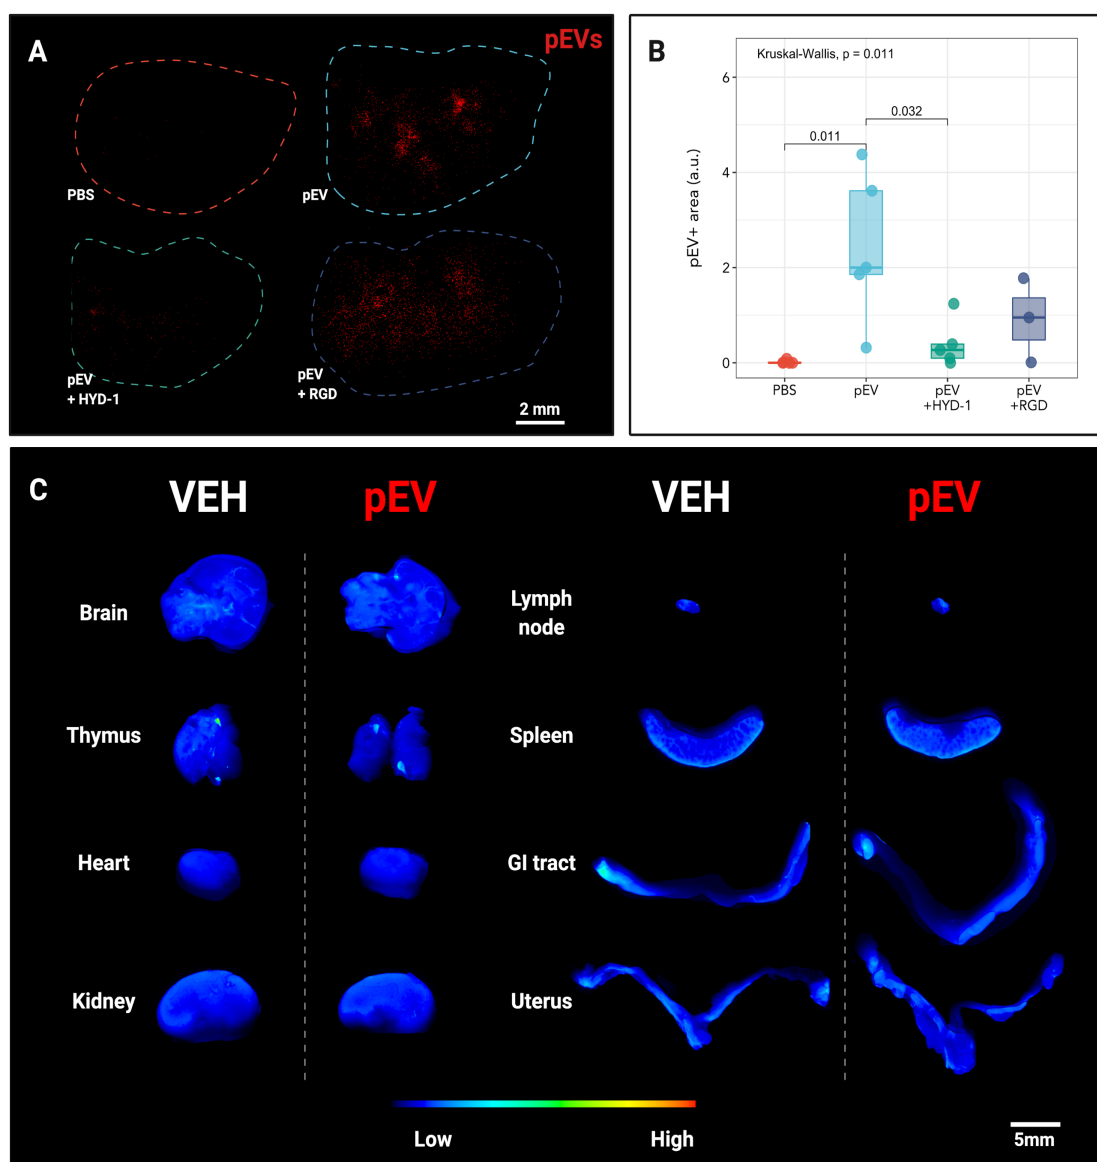 A
pEVs
PBS
pEV
pEV
+ HYD-1
pEV
+ RGD
2 mm
B
Kruskal-Wallis, p = 0.011
0.011
0.032
pEV+ area (a.u.)
6
4
2
0
PBS
pEV
pEV
+HYD-1
pEV
+RGD
C
VEH
pEV
VEH
pEV
Brain
Lymph
node
Thymus
Spleen
Heart
GI tract
Kidney
Uterus
Low
High
5mm